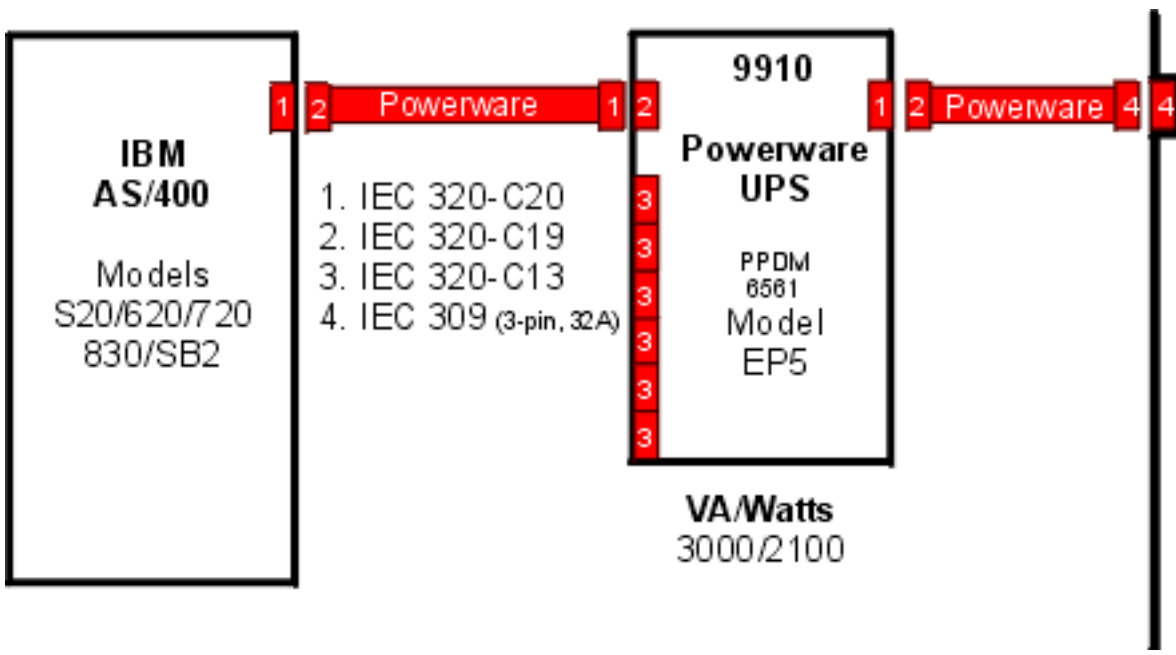 1 2 Powerware 1 2
IBM
AS/400
Models
S20/620/720
830/SB2
1. IEC 320-C20
2. IEC 320-C19
3. IEC 320-C13
4. IEC 309 (3-pin, 32A)
9910
Powerware
UPS
PPDM
6561
Model
EP5
3
3
3
3
3
3
VA/Watts
3000/2100
1 2 Powerware 4 4